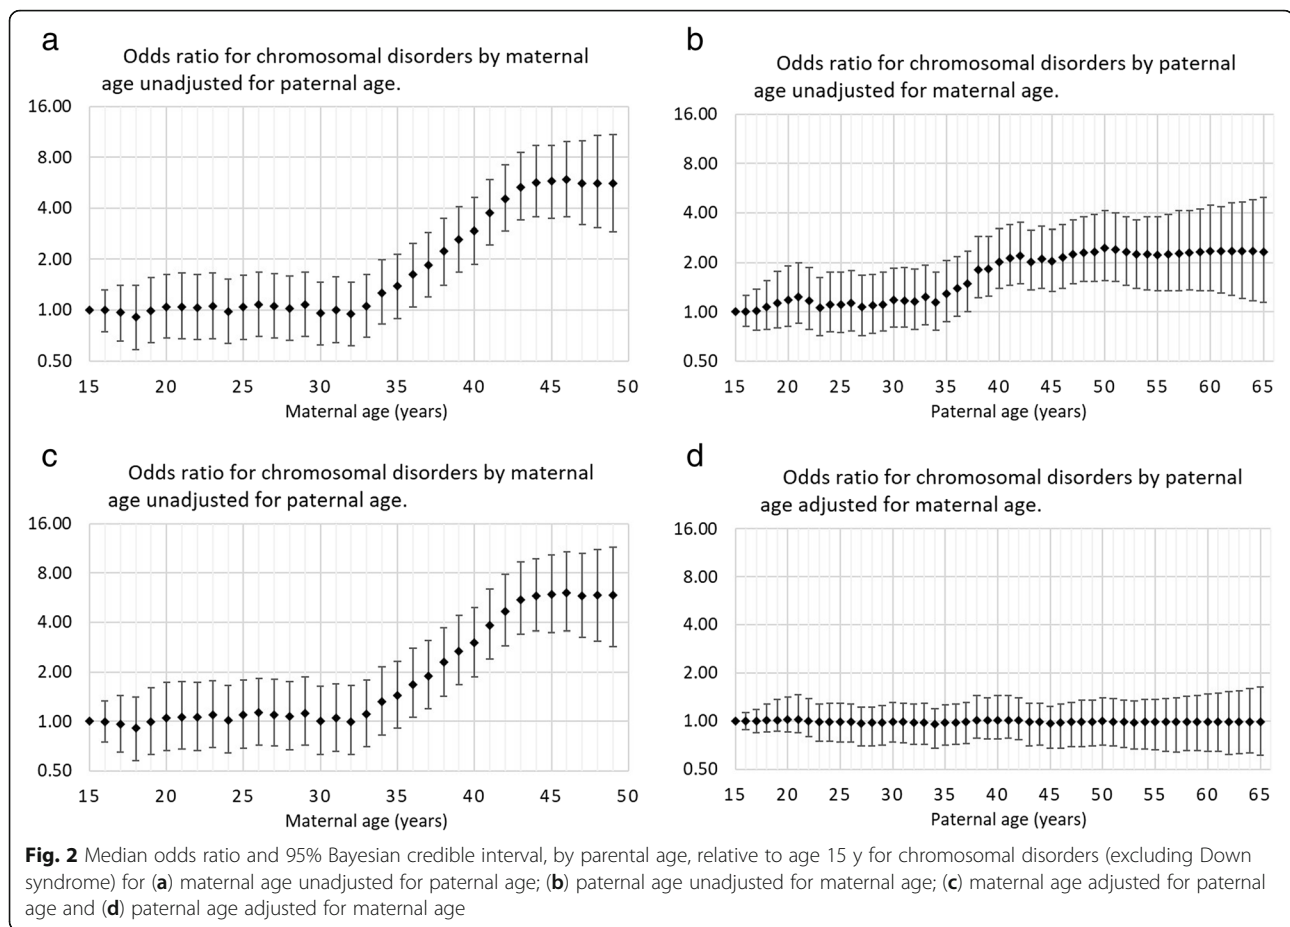 a
Odds ratio for chromosomal disorders by maternal
age unadjusted for paternal age.
16.00
8.00
4.00
2.00
1.00
0.50
15 20 25 30 35 40 45 50
Maternal age (years)
b
Odds ratio for chromosomal disorders by paternal
age unadjusted for maternal age.
16.00
8.00
4.00
2.00
1.00
0.50
15 20 25 30 35 40 45 50 55 60 65
Paternal age (years)
c
Odds ratio for chromosomal disorders by maternal
age unadjusted for paternal age.
16.00
8.00
4.00
2.00
1.00
0.50
15 20 25 30 35 40 45 50
Maternal age (years)
d
Odds ratio for chromosomal disorders by paternal
age adjusted for maternal age.
16.00
8.00
4.00
2.00
1.00
0.50
15 20 25 30 35 40 45 50 55 60 65
Paternal age (years)
Fig. 2 Median odds ratio and 95% Bayesian credible interval, by parental age, relative to age 15 y for chromosomal disorders (excluding Down
syndrome) for (a) maternal age unadjusted for paternal age; (b) paternal age unadjusted for maternal age; (c) maternal age adjusted for paternal
age and (d) paternal age adjusted for maternal age